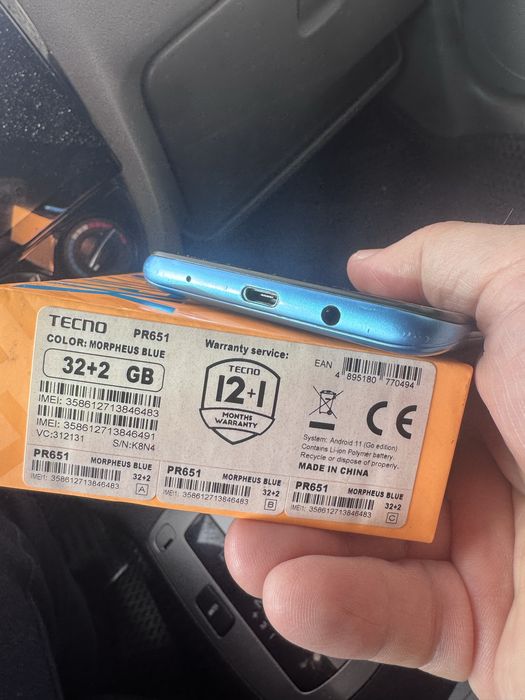 TECNO PR651
COLOR: MORPHEUS BLUE
32+2 GB
IMEI: 358612713846483
IMEI: 358612713846491
VC:312131 S/N:K8N4
Warranty service:
TECNO
12+1
MONTHS
WARRANTY
EAN
4 895180 770494
CE
System: Android 11 (Go edition)
Contains Li-ion Polymer battery.
Recycle or dispose of properly.
MADE IN CHINA
PR651 MORPHEUS BLUE
32+2
IMEI: 358612713846483 A
PR651 MORPHEUS BLUE
32+2
IMEI1: 358612713846483 B
PR651 MORPHEUS BLUE
32+2
IMEI1: 358612713846483 C